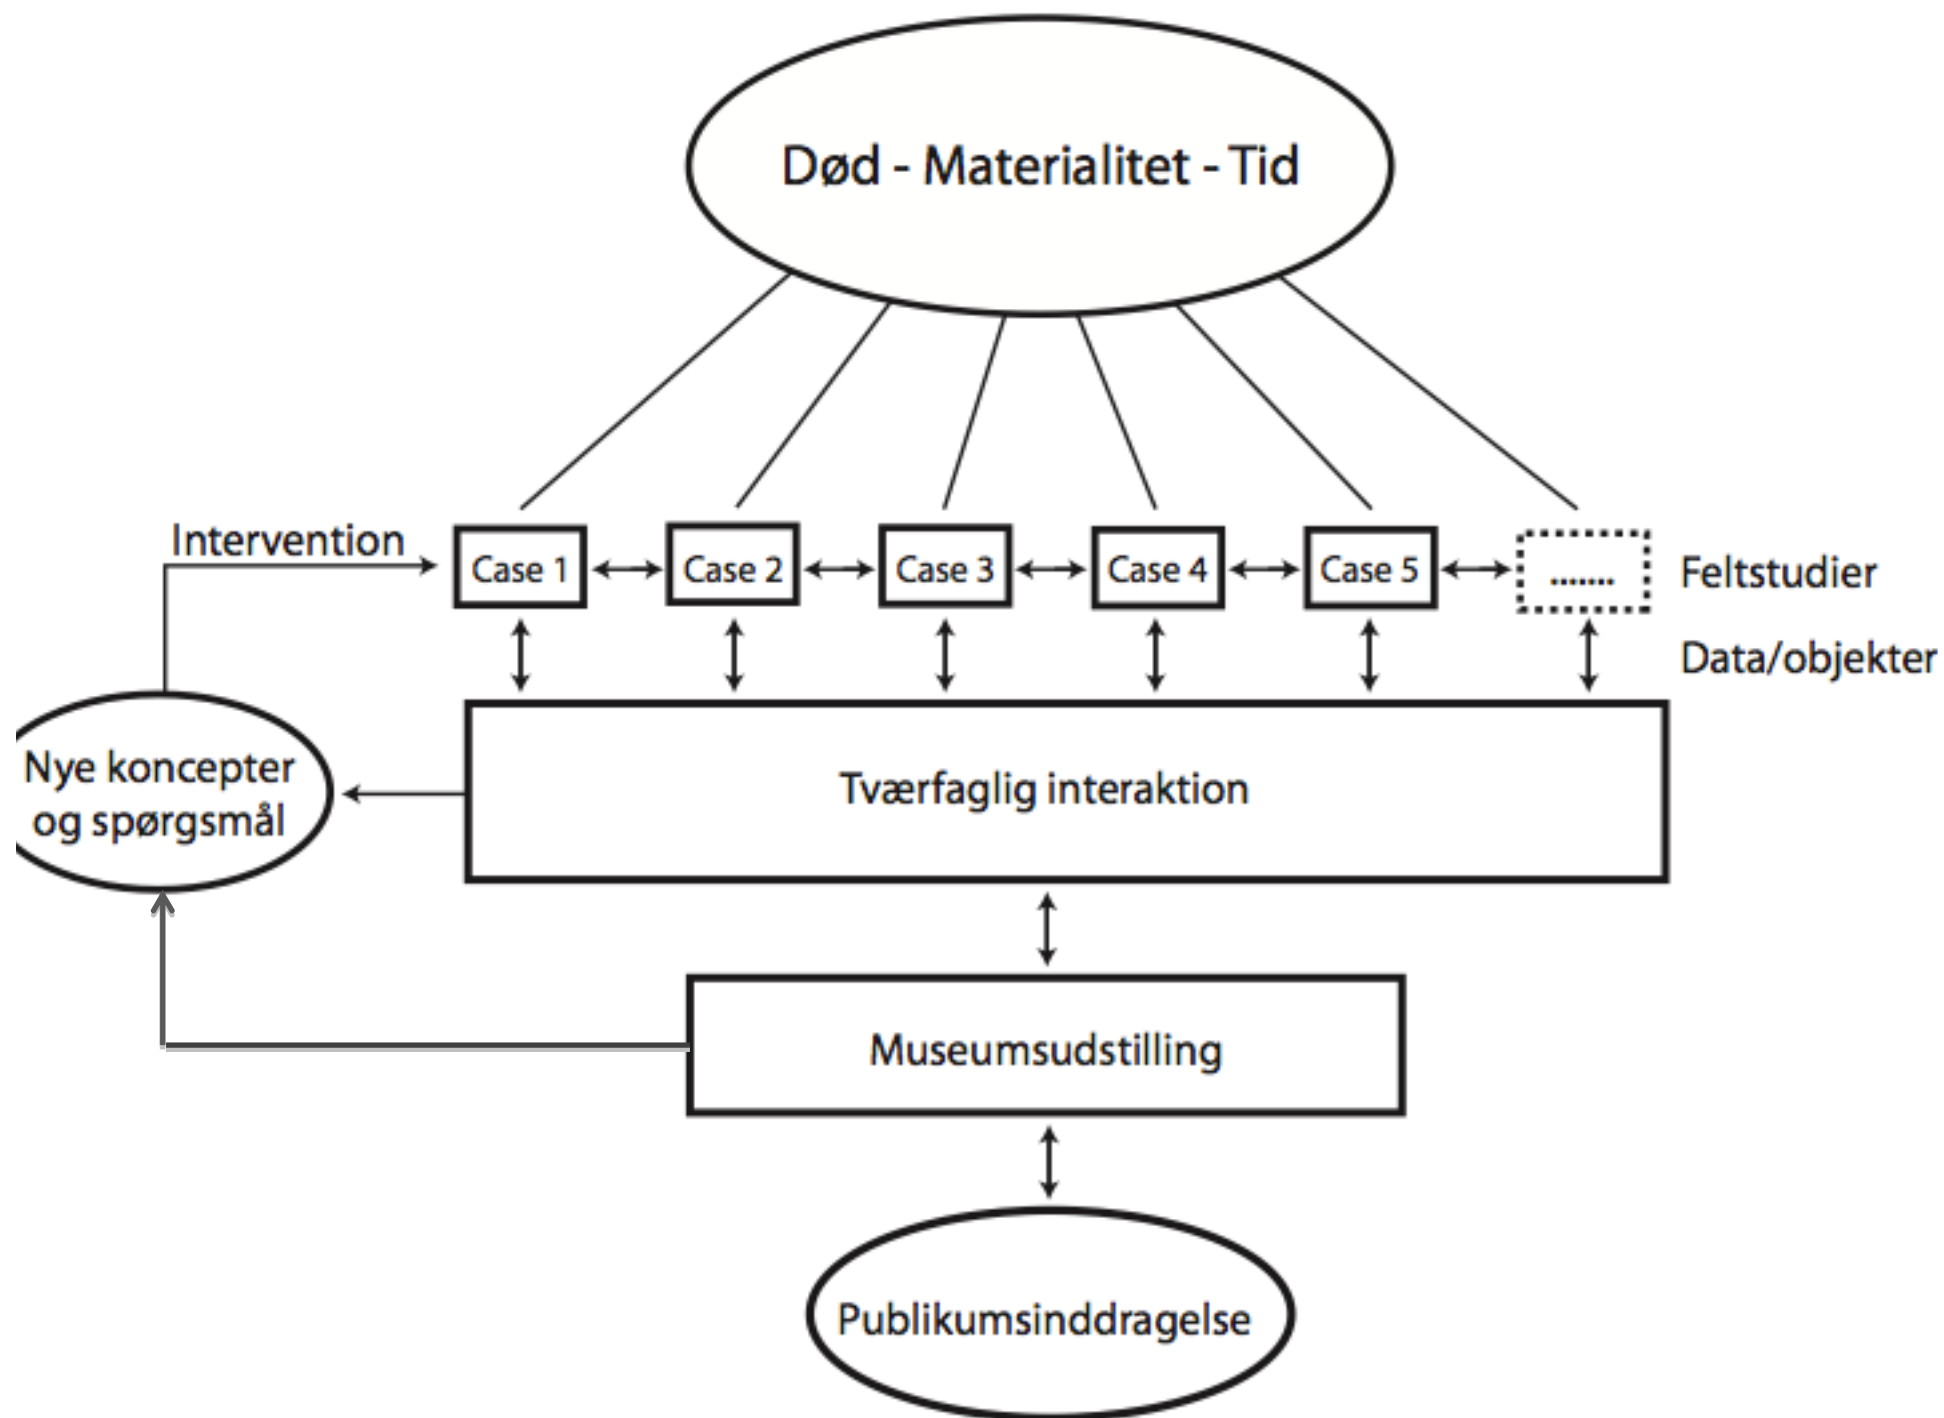 Død - Materialitet - Tid
Intervention
Case 1
Case 2
Case 3
Case 4
Case 5
.......
Feltstudier
Data/objekter
Nye koncepter
og spørgsmål
Tværfaglig interaktion
Museumsudstilling
Publikumsinddragelse